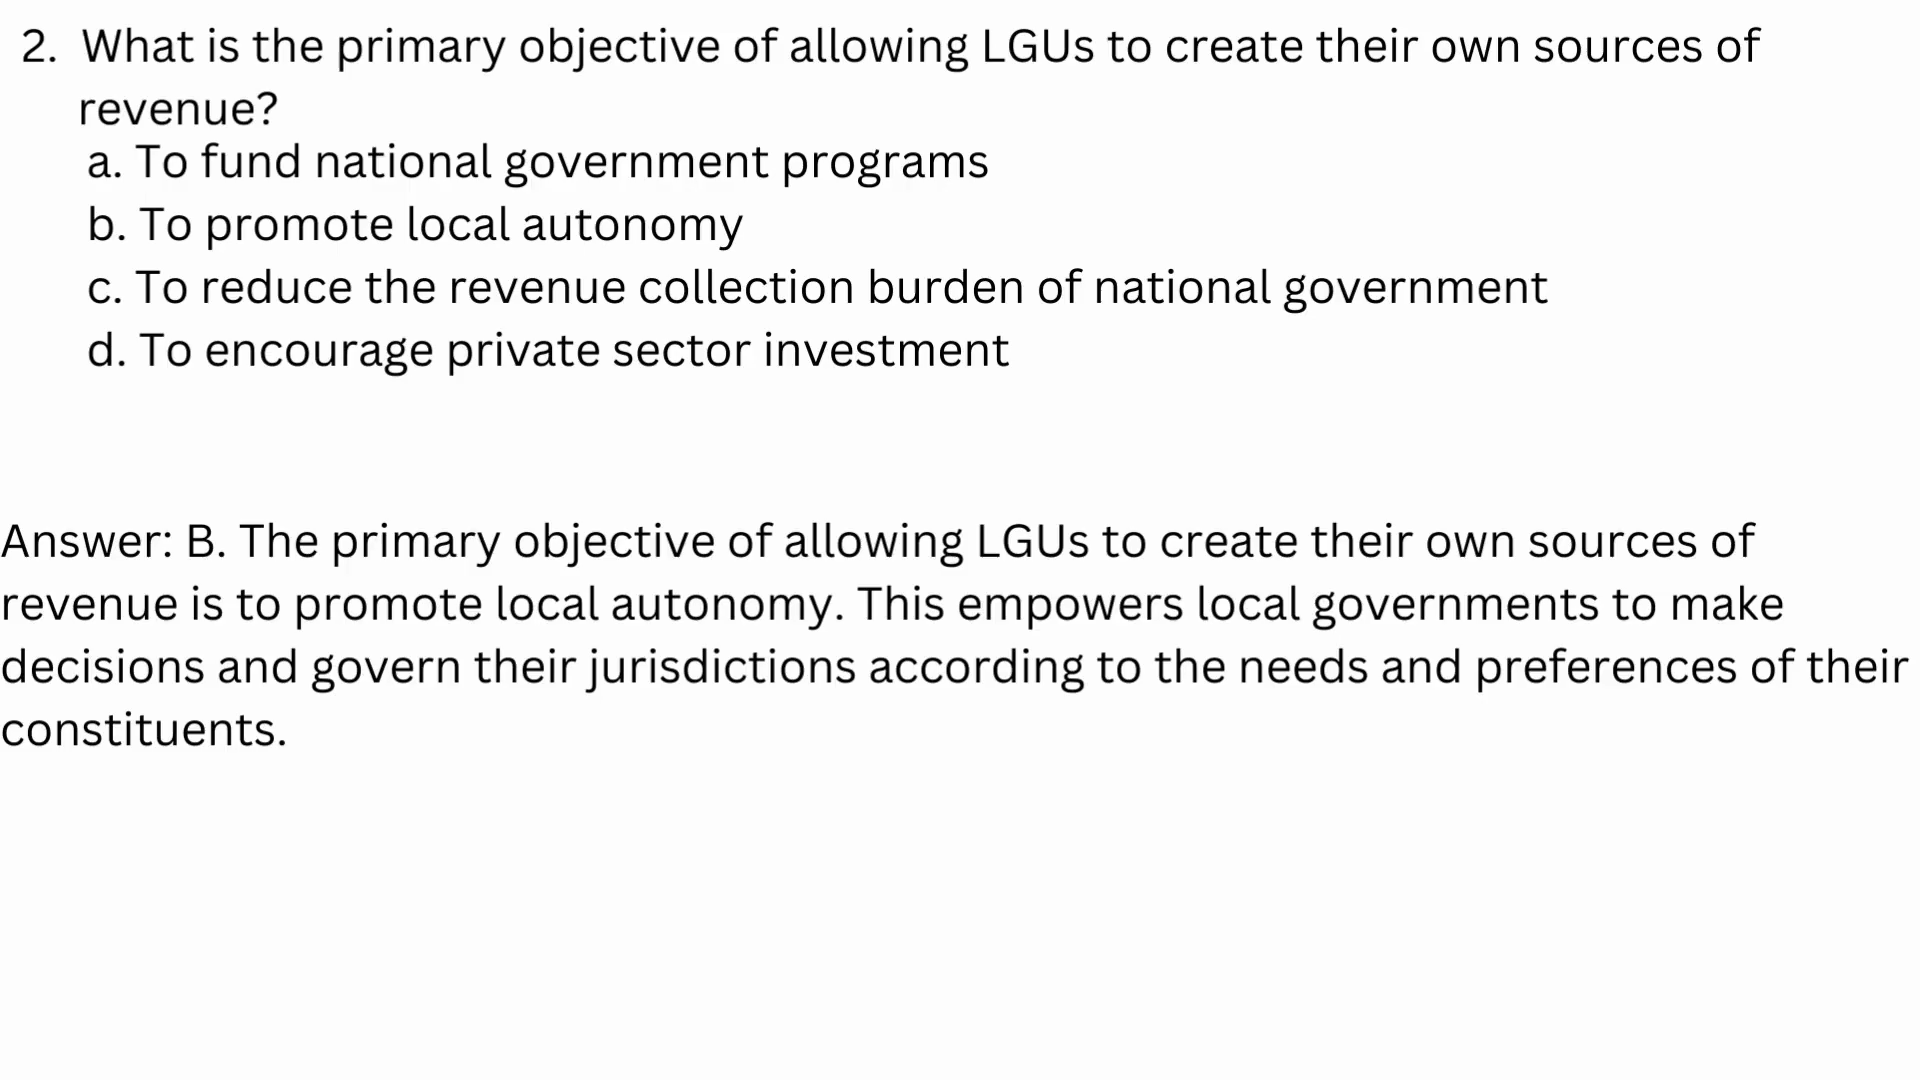 2. What is the primary objective of allowing LGUs to create their own sources of
revenue?
a. To fund national government programs
b. To promote local autonomy
c. To reduce the revenue collection burden of national government
d. To encourage private sector investment
Answer: B. The primary objective of allowing LGUs to create their own sources of
revenue is to promote local autonomy. This empowers local governments to make
decisions and govern their jurisdictions according to the needs and preferences of their
constituents.